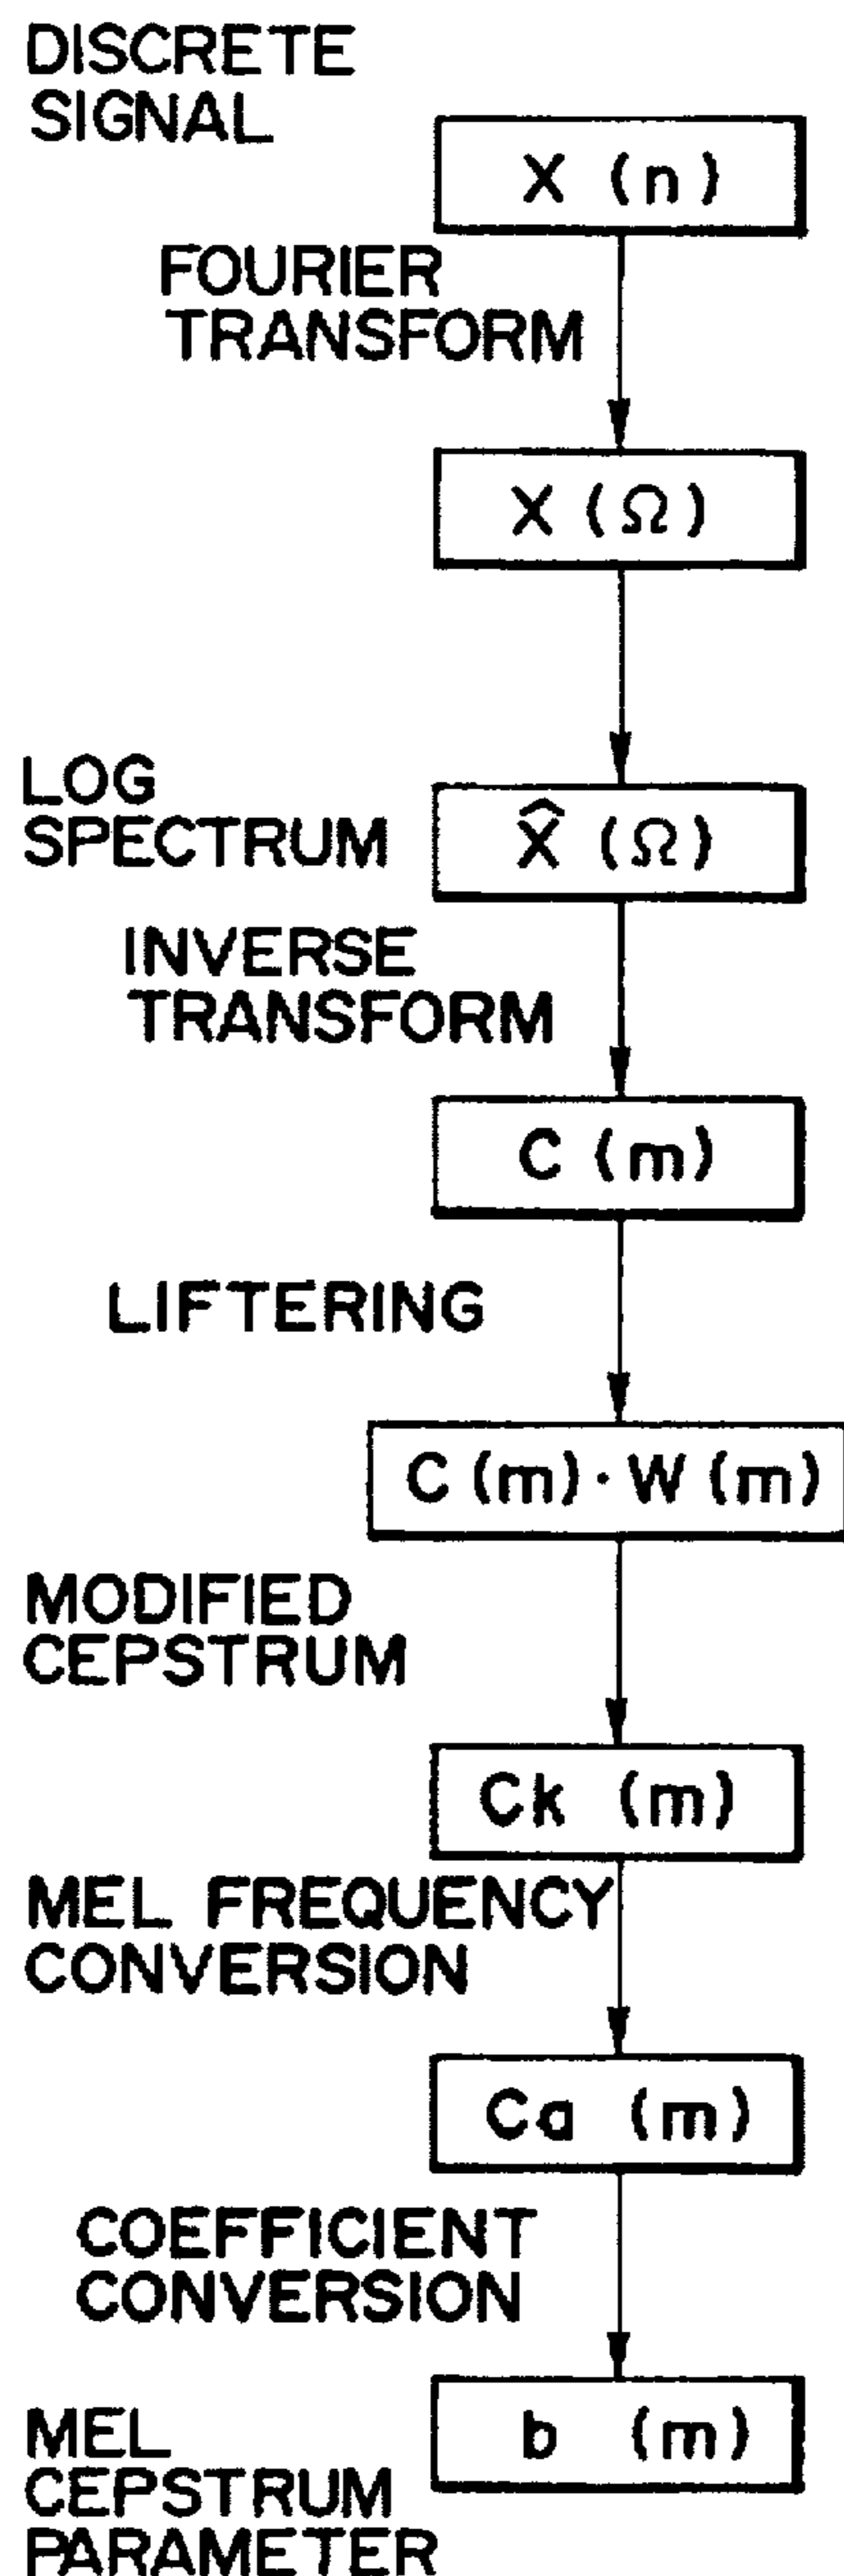 DISCRETE
SIGNAL
X (n)
FOURIER
TRANSFORM
X (Ω)
LOG
SPECTRUM
X̂ (Ω)
INVERSE
TRANSFORM
C (m)
LIFTERING
C (m) · W (m)
MODIFIED
CEPSTRUM
Ck (m)
MEL FREQUENCY
CONVERSION
Ca (m)
COEFFICIENT
CONVERSION
b (m)
MEL
CEPSTRUM
PARAMETER